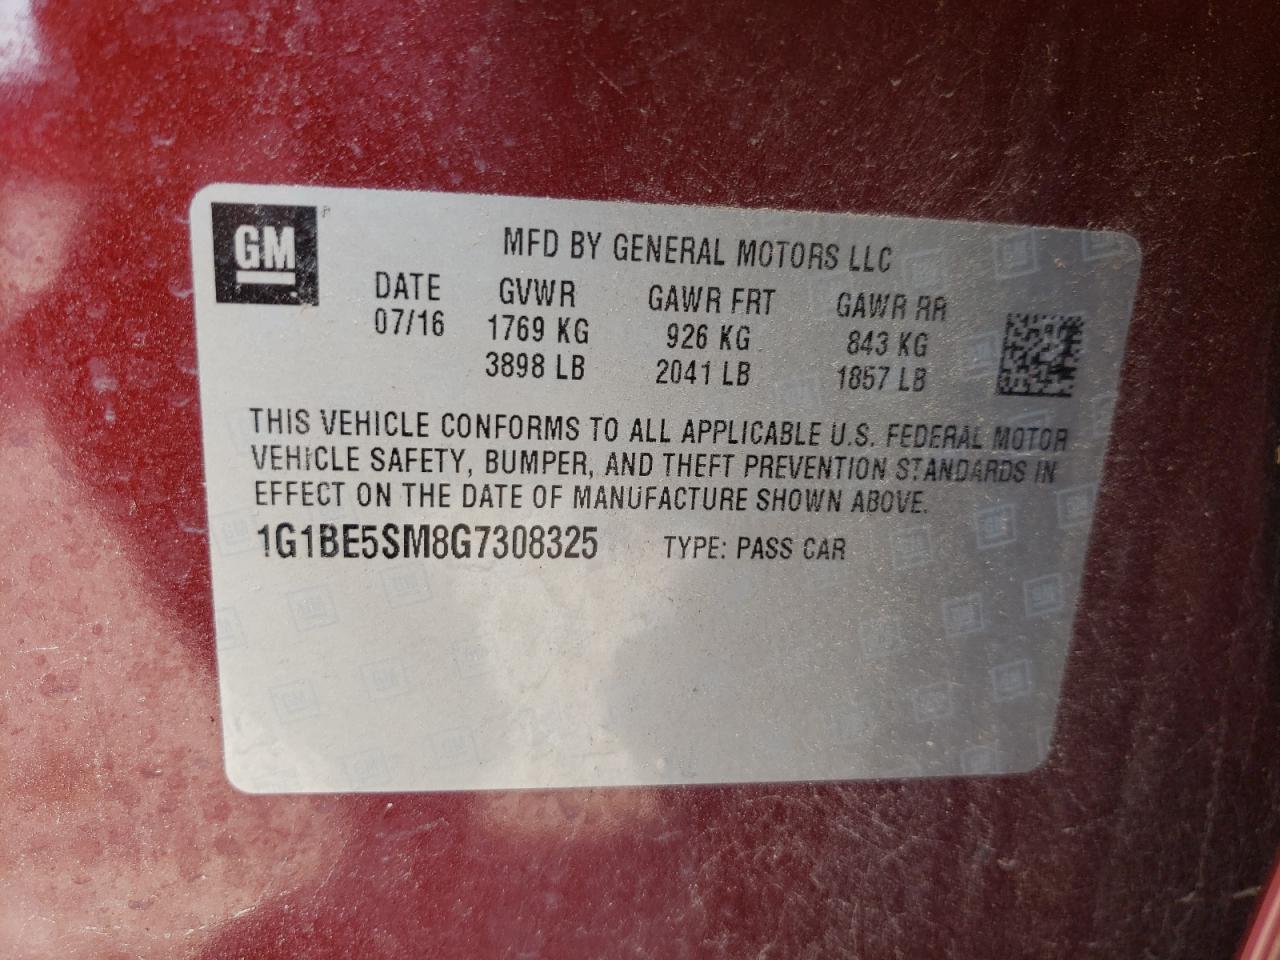 GM
MFD BY GENERAL MOTORS LLC
DATE GVWR GAWR FRT GAWR RR
07/16 1769 KG 926 KG 843 KG
3898 LB 2041 LB 1857 LB
THIS VEHICLE CONFORMS TO ALL APPLICABLE U.S. FEDERAL MOTOR
VEHICLE SAFETY, BUMPER, AND THEFT PREVENTION STANDARDS IN
EFFECT ON THE DATE OF MANUFACTURE SHOWN ABOVE.
1G1BE5SM8G7308325 TYPE: PASS CAR